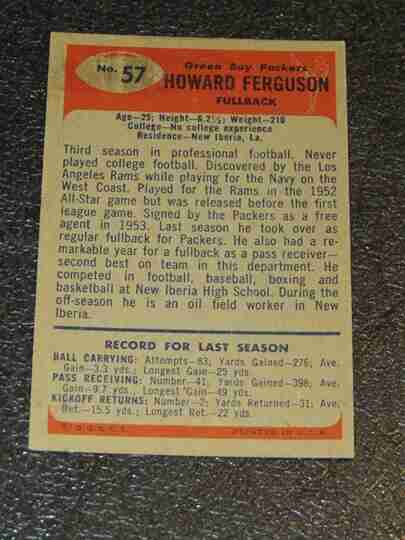 No. 57
Green Bay Packers
HOWARD FERGUSON
FULLBACK
Age—25; Height—6.2½; Weight—210
College—No college experience
Residence—New Iberia, La.
Third season in professional football. Never
played college football. Discovered by the Los
Angeles Rams while playing for the Navy on the
West Coast. Played for the Rams in the 1952
All-Star game but was released before the first
league game. Signed by the Packers as a free
agent in 1953. Last season he took over as
regular fullback for Packers. He also had a re-
markable year for a fullback as a pass receiver—
second best on team in this department. He
competed in football, baseball, boxing and
basketball at New Iberia High School. During the
off-season he is an oil field worker in New
Iberia.
RECORD FOR LAST SEASON
BALL CARRYING: Attempts—83; Yards Gained—276; Ave.
Gain—3.3 yds.; Longest Gain—25 yds.
PASS RECEIVING: Number—41; Yards Gained—398; Ave.
Gain—9.7 yds.; Longest Gain—49 yds.
KICKOFF RETURNS: Number—2; Yards Returned—31; Ave.
Ret.—15.5 yds.; Longest Ret.—22 yds.
PRINTED IN U.S.A.